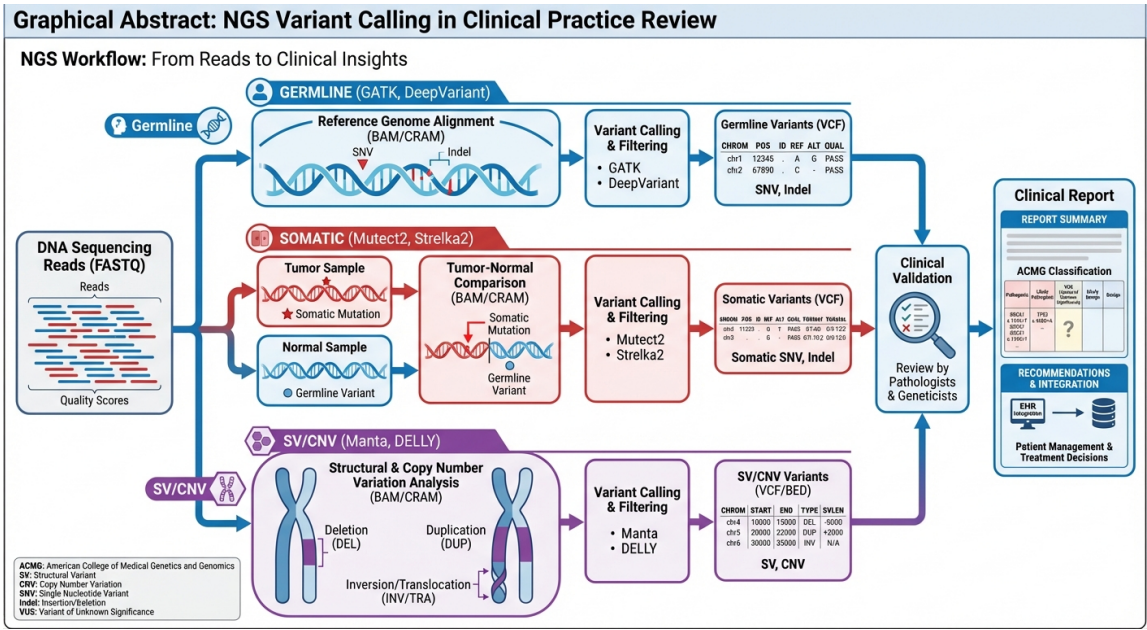 Graphical Abstract: NGS Variant Calling in Clinical Practice Review
NGS Workflow: From Reads to Clinical Insights
DNA Sequencing
Reads (FASTQ)
Reads
Quality Scores
Germline
GERMLINE (GATK, DeepVariant)
Reference Genome Alignment
(BAM/CRAM)
SNV
Indel
Variant Calling
& Filtering
• GATK
• DeepVariant
Germline Variants (VCF)
CHROM POS ID REF ALT QUAL
chr1 12345 . A G PASS
chr2 67890 . C - PASS
SNV, Indel
SOMATIC (Mutect2, Strelka2)
Tumor Sample
Somatic Mutation
Normal Sample
Germline Variant
Tumor-Normal
Comparison
(BAM/CRAM)
Somatic
Mutation
Germline
Variant
Variant Calling
& Filtering
• Mutect2
• Strelka2
Somatic Variants (VCF)
Somatic SNV, Indel
SV/CNV
SV/CNV (Manta, DELLY)
Structural & Copy Number
Variation Analysis
(BAM/CRAM)
Deletion
(DEL)
Duplication
(DUP)
Inversion/Translocation
(INV/TRA)
Variant Calling
& Filtering
• Manta
• DELLY
SV/CNV Variants
(VCF/BED)
CHROM START END TYPE SVLEN
chr4 10000 15000 DEL -9000
chr5 20000 22000 DUP +2000
chr6 30000 35000 INV N/A
SV, CNV
Clinical
Validation
Review by
Pathologists
& Geneticists
Clinical Report
REPORT SUMMARY
ACMG Classification
?
RECOMMENDATIONS
& INTEGRATION
EHR
Patient Management &
Treatment Decisions
ACMG: American College of Medical Genetics and Genomics
SV: Structural Variant
CRV: Copy Number Variation
SNV: Single Nucleotide Variant
Indel: Insertion/Beletion
VUS: Variant of Unknown Significance